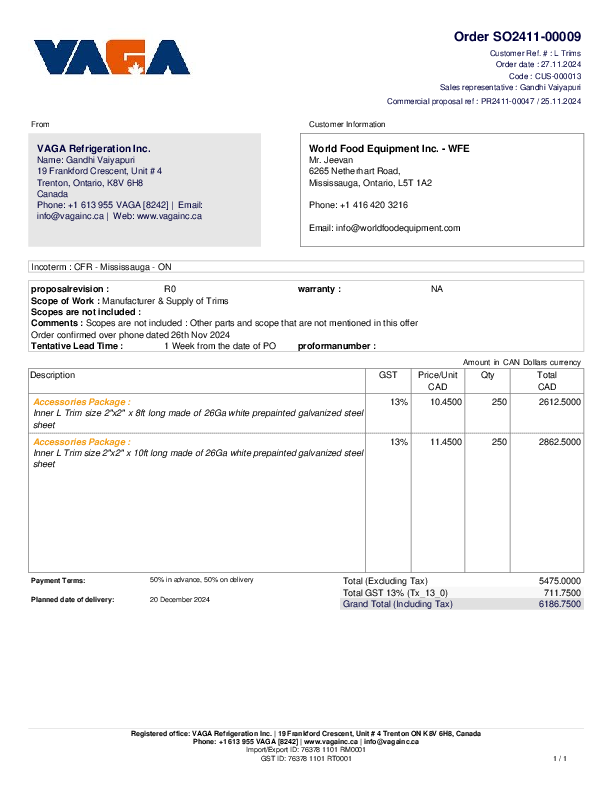 VAGA
Order SO2411-00009
Customer Ref. # : L Trims
Order date : 27.11.2024
Code : CUS-000013
Sales representative : Gandhi Vaiyapuri
Commercial proposal ref : PR2411-00047 / 25.11.2024
From
VAGA Refrigeration Inc.
Name: Gandhi Vaiyapuri
19 Frankford Crescent, Unit # 4
Trenton, Ontario, K8V 6H8
Canada
Phone: +1 613 955 VAGA [8242] | Email:
info@vagainc.ca | Web: www.vagainc.ca
Customer Information
World Food Equipment Inc. - WFE
Mr. Jeevan
6265 Netherhart Road,
Mississauga, Ontario, L5T 1A2
Phone: +1 416 420 3216
Email: info@worldfoodequipment.com
Incoterm : CFR - Mississauga - ON
proposalrevision : R0 warranty : NA
Scope of Work : Manufacturer & Supply of Trims
Scopes are not included :
Comments : Scopes are not included : Other parts and scope that are not mentioned in this offer
Order confirmed over phone dated 26th Nov 2024
Tentative Lead Time : 1 Week from the date of PO proformanumber :
Amount in CAN Dollars currency
Description GST Price/Unit CAD Qty Total CAD
Accessories Package : 13% 10.4500 250 2612.5000
Inner L Trim size 2"x2" x 8ft long made of 26Ga white prepainted galvanized steel
sheet
Accessories Package : 13% 11.4500 250 2862.5000
Inner L Trim size 2"x2" x 10ft long made of 26Ga white prepainted galvanized steel
sheet
Payment Terms: 50% in advance, 50% on delivery
Planned date of delivery: 20 December 2024
Total (Excluding Tax) 5475.0000
Total GST 13% (Tx_13_0) 711.7500
Grand Total (Including Tax) 6186.7500
Registered office: VAGA Refrigeration Inc. | 19 Frankford Crescent, Unit # 4 Trenton ON K8V 6H8, Canada
Phone: +1 613 955 VAGA [8242] | www.vagainc.ca | info@vagainc.ca
Import/Export ID: 76378 1101 RM0001
GST ID: 76378 1101 RT0001
1 / 1